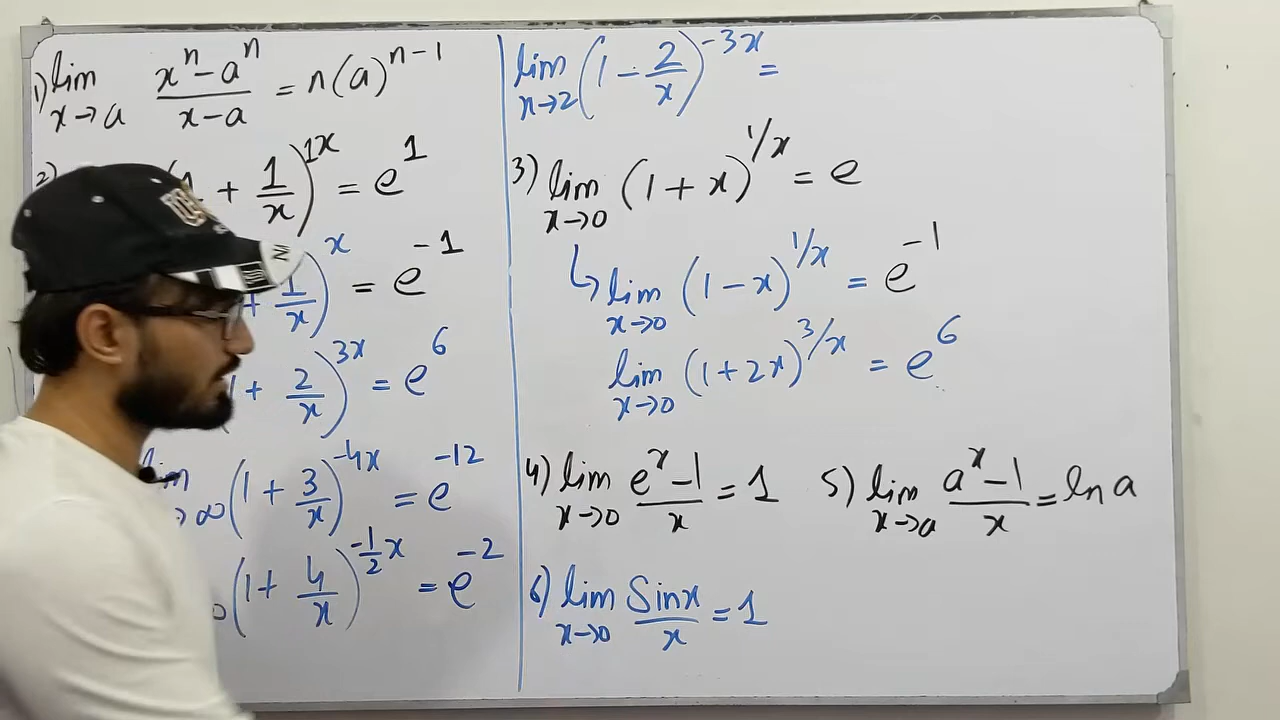 1) lim x→a (x^n - a^n)/(x-a) = n(a)^(n-1)
2) + 1/x)^(1x) = e^1
+ 1/x)^x = e^-1
+ 2/x)^(3x) = e^6
lim →∞ (1 + 3/x)^(-4x) = e^-12
(1 + 4/x)^(-1/2 x) = e^-2
lim x→2 (1 - 2/x)^(-3x) =
3) lim x→0 (1 + x)^(1/x) = e
↳ lim x→0 (1 - x)^(1/x) = e^-1
lim x→0 (1 + 2x)^(3/x) = e^6
4) lim x→0 (e^x - 1)/x = 1 5) lim x→a (a^x - 1)/x = ln a
6) lim x→0 Sinx/x = 1